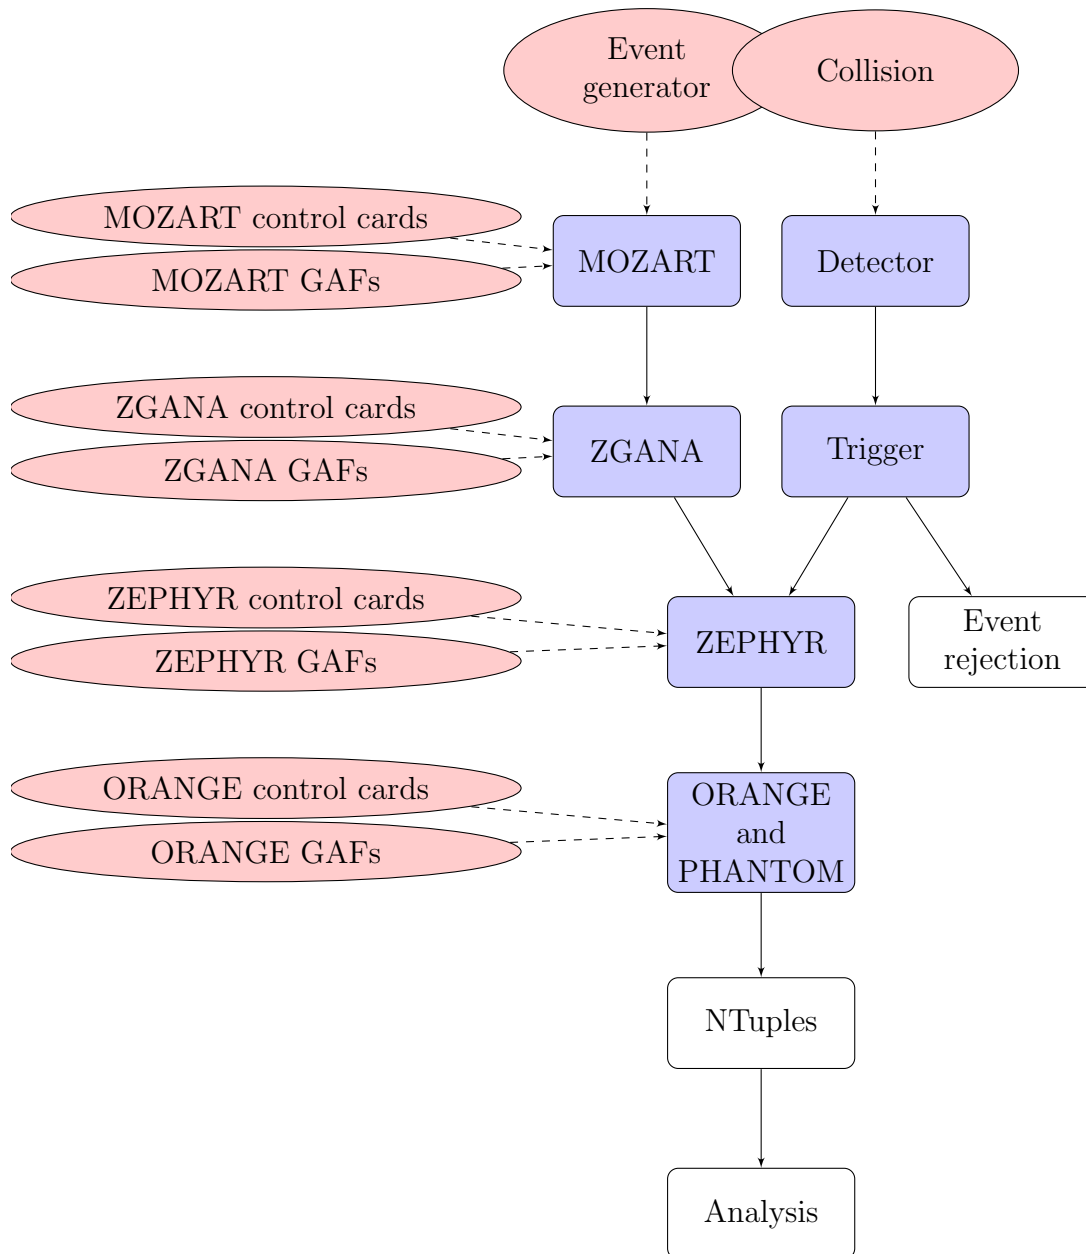 Event
generator
Collision
MOZART control cards
MOZART GAFs
MOZART
Detector
ZGANA control cards
ZGANA GAFs
ZGANA
Trigger
ZEPHYR control cards
ZEPHYR GAFs
ZEPHYR
Event
rejection
ORANGE control cards
ORANGE GAFs
ORANGE
and
PHANTOM
NTuples
Analysis